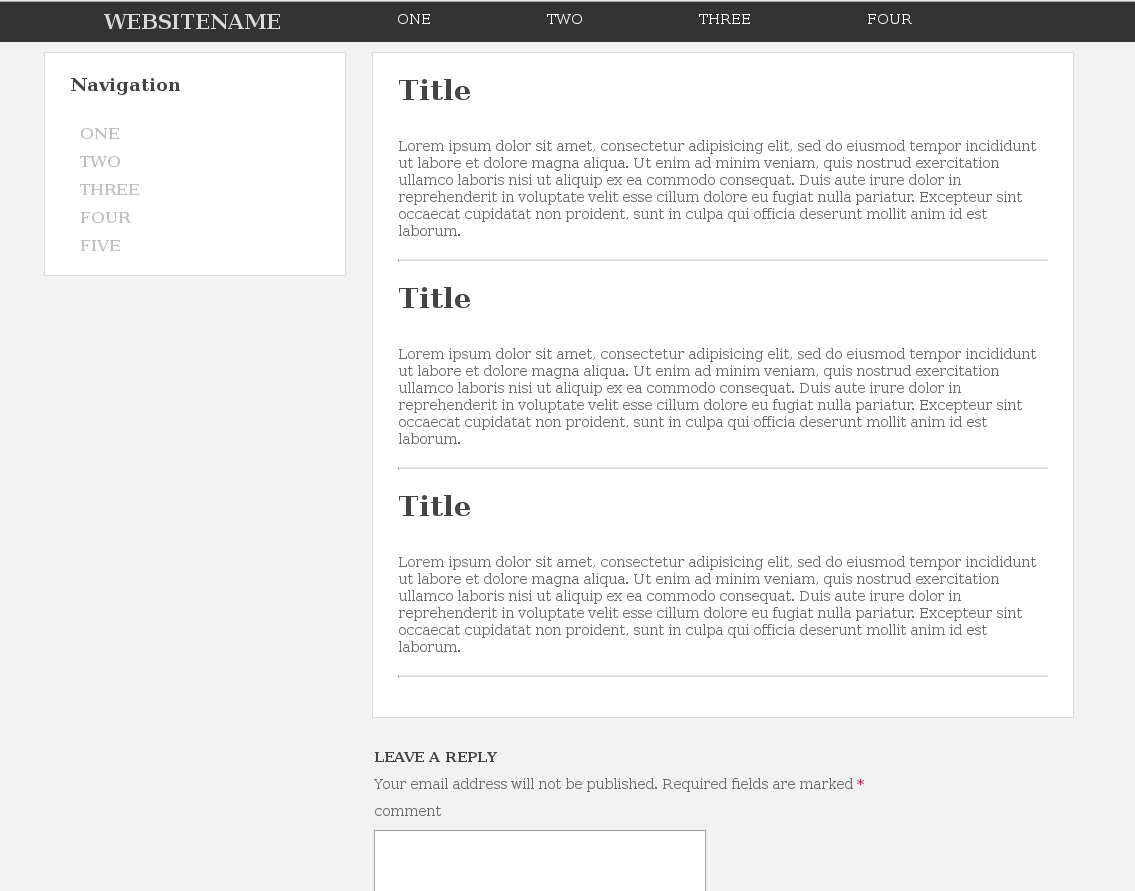 WEBSITENAME ONE TWO THREE FOUR
Navigation
ONE
TWO
THREE
FOUR
FIVE
Title
Lorem ipsum dolor sit amet, consectetur adipisicing elit, sed do eiusmod tempor incididunt
ut labore et dolore magna aliqua. Ut enim ad minim veniam, quis nostrud exercitation
ullamco laboris nisi ut aliquip ex ea commodo consequat. Duis aute irure dolor in
reprehenderit in voluptate velit esse cillum dolore eu fugiat nulla pariatur. Excepteur sint
occaecat cupidatat non proident, sunt in culpa qui officia deserunt mollit anim id est
laborum.
Title
Lorem ipsum dolor sit amet, consectetur adipisicing elit, sed do eiusmod tempor incididunt
ut labore et dolore magna aliqua. Ut enim ad minim veniam, quis nostrud exercitation
ullamco laboris nisi ut aliquip ex ea commodo consequat. Duis aute irure dolor in
reprehenderit in voluptate velit esse cillum dolore eu fugiat nulla pariatur. Excepteur sint
occaecat cupidatat non proident, sunt in culpa qui officia deserunt mollit anim id est
laborum.
Title
Lorem ipsum dolor sit amet, consectetur adipisicing elit, sed do eiusmod tempor incididunt
ut labore et dolore magna aliqua. Ut enim ad minim veniam, quis nostrud exercitation
ullamco laboris nisi ut aliquip ex ea commodo consequat. Duis aute irure dolor in
reprehenderit in voluptate velit esse cillum dolore eu fugiat nulla pariatur. Excepteur sint
occaecat cupidatat non proident, sunt in culpa qui officia deserunt mollit anim id est
laborum.
LEAVE A REPLY
Your email address will not be published. Required fields are marked *
comment